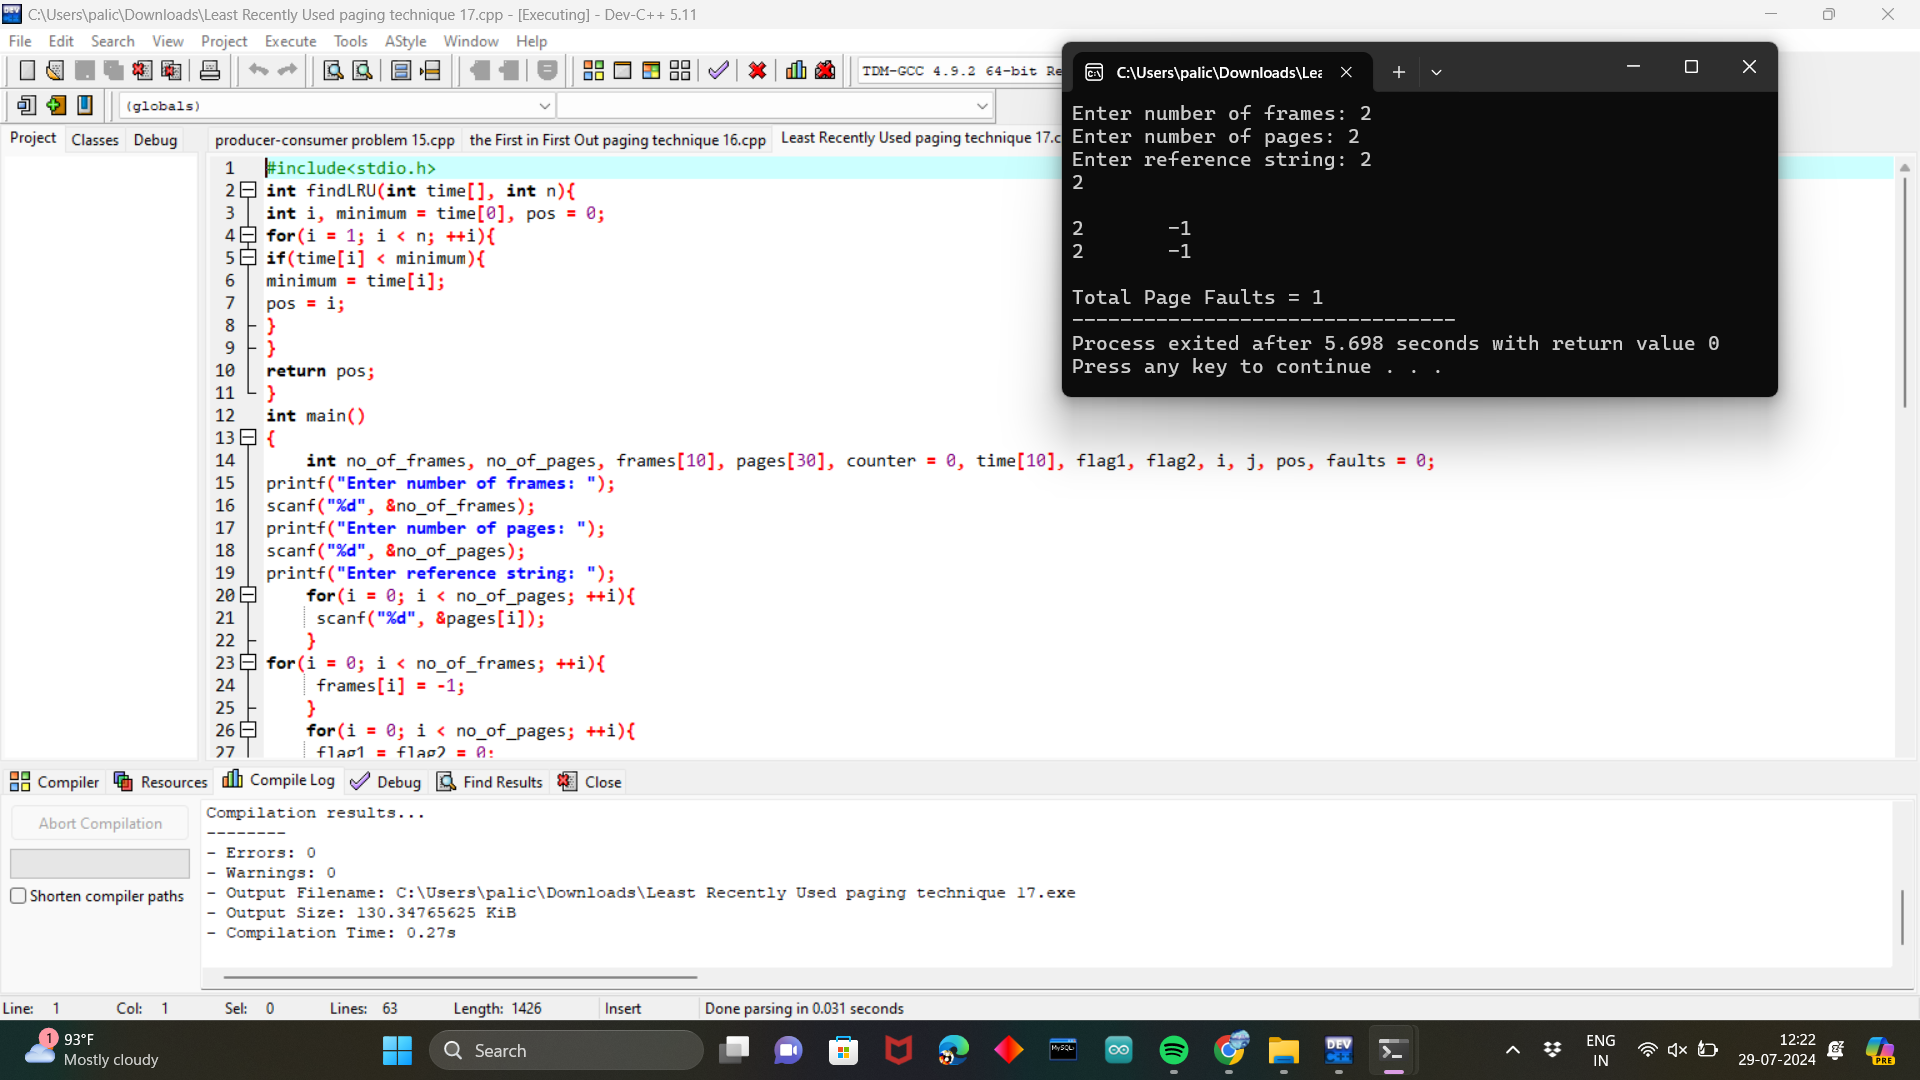 C:\Users\palic\Downloads\Least Recently Used paging technique 17.cpp - [Executing] - Dev-C++ 5.11
File Edit Search View Project Execute Tools AStyle Window Help
TDM-GCC 4.9.2 64-bit Re
(globals)
Project Classes Debug
producer-consumer problem 15.cpp the First in First Out paging technique 16.cpp Least Recently Used paging technique 17.c
1 #include<stdio.h>
2 int findLRU(int time[], int n){
3 int i, minimum = time[0], pos = 0;
4 for(i = 1; i < n; ++i){
5 if(time[i] < minimum){
6 minimum = time[i];
7 pos = i;
8 }
9 }
10 return pos;
11 }
12 int main()
13 {
14 int no_of_frames, no_of_pages, frames[10], pages[30], counter = 0, time[10], flag1, flag2, i, j, pos, faults = 0;
15 printf("Enter number of frames: ");
16 scanf("%d", &no_of_frames);
17 printf("Enter number of pages: ");
18 scanf("%d", &no_of_pages);
19 printf("Enter reference string: ");
20 for(i = 0; i < no_of_pages; ++i){
21 scanf("%d", &pages[i]);
22 }
23 for(i = 0; i < no_of_frames; ++i){
24 frames[i] = -1;
25 }
26 for(i = 0; i < no_of_pages; ++i){
27 flag1 = flag2 = 0;
C:\Users\palic\Downloads\Lea
Enter number of frames: 2
Enter number of pages: 2
Enter reference string: 2
2
2 -1
2 -1
Total Page Faults = 1
--------------------------------
Process exited after 5.698 seconds with return value 0
Press any key to continue . . .
Compiler Resources Compile Log Debug Find Results Close
Abort Compilation
Shorten compiler paths
Compilation results...
--------
- Errors: 0
- Warnings: 0
- Output Filename: C:\Users\palic\Downloads\Least Recently Used paging technique 17.exe
- Output Size: 130.34765625 KiB
- Compilation Time: 0.27s
Line: 1 Col: 1 Sel: 0 Lines: 63 Length: 1426 Insert Done parsing in 0.031 seconds
1
93°F
Mostly cloudy
Search
MySQL
DEV
ENG
IN
12:22
29-07-2024
PRE